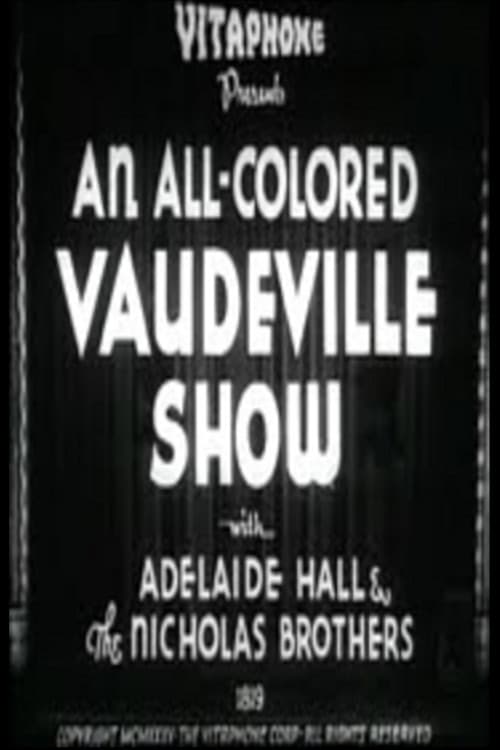 VITAPHONE
Presents
AN ALL-COLORED
VAUDEVILLE
SHOW
with
ADELAIDE HALL &
The NICHOLAS BROTHERS
1819
COPYRIGHT MCMXXXV-THE VITAPHONE CORP-ALL RIGHTS RESERVED